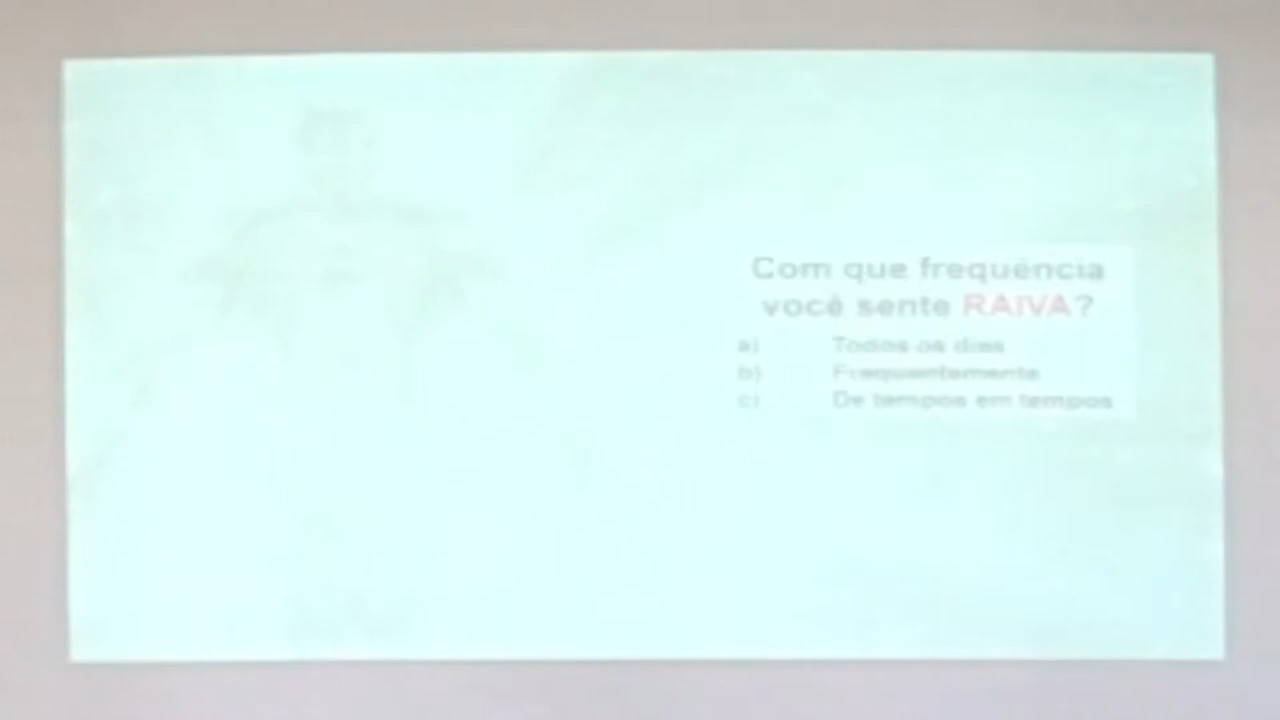 Com que frequência
você sente RAIVA?
a) Todos os dias
b) Frequentemente
c) De tempos em tempos